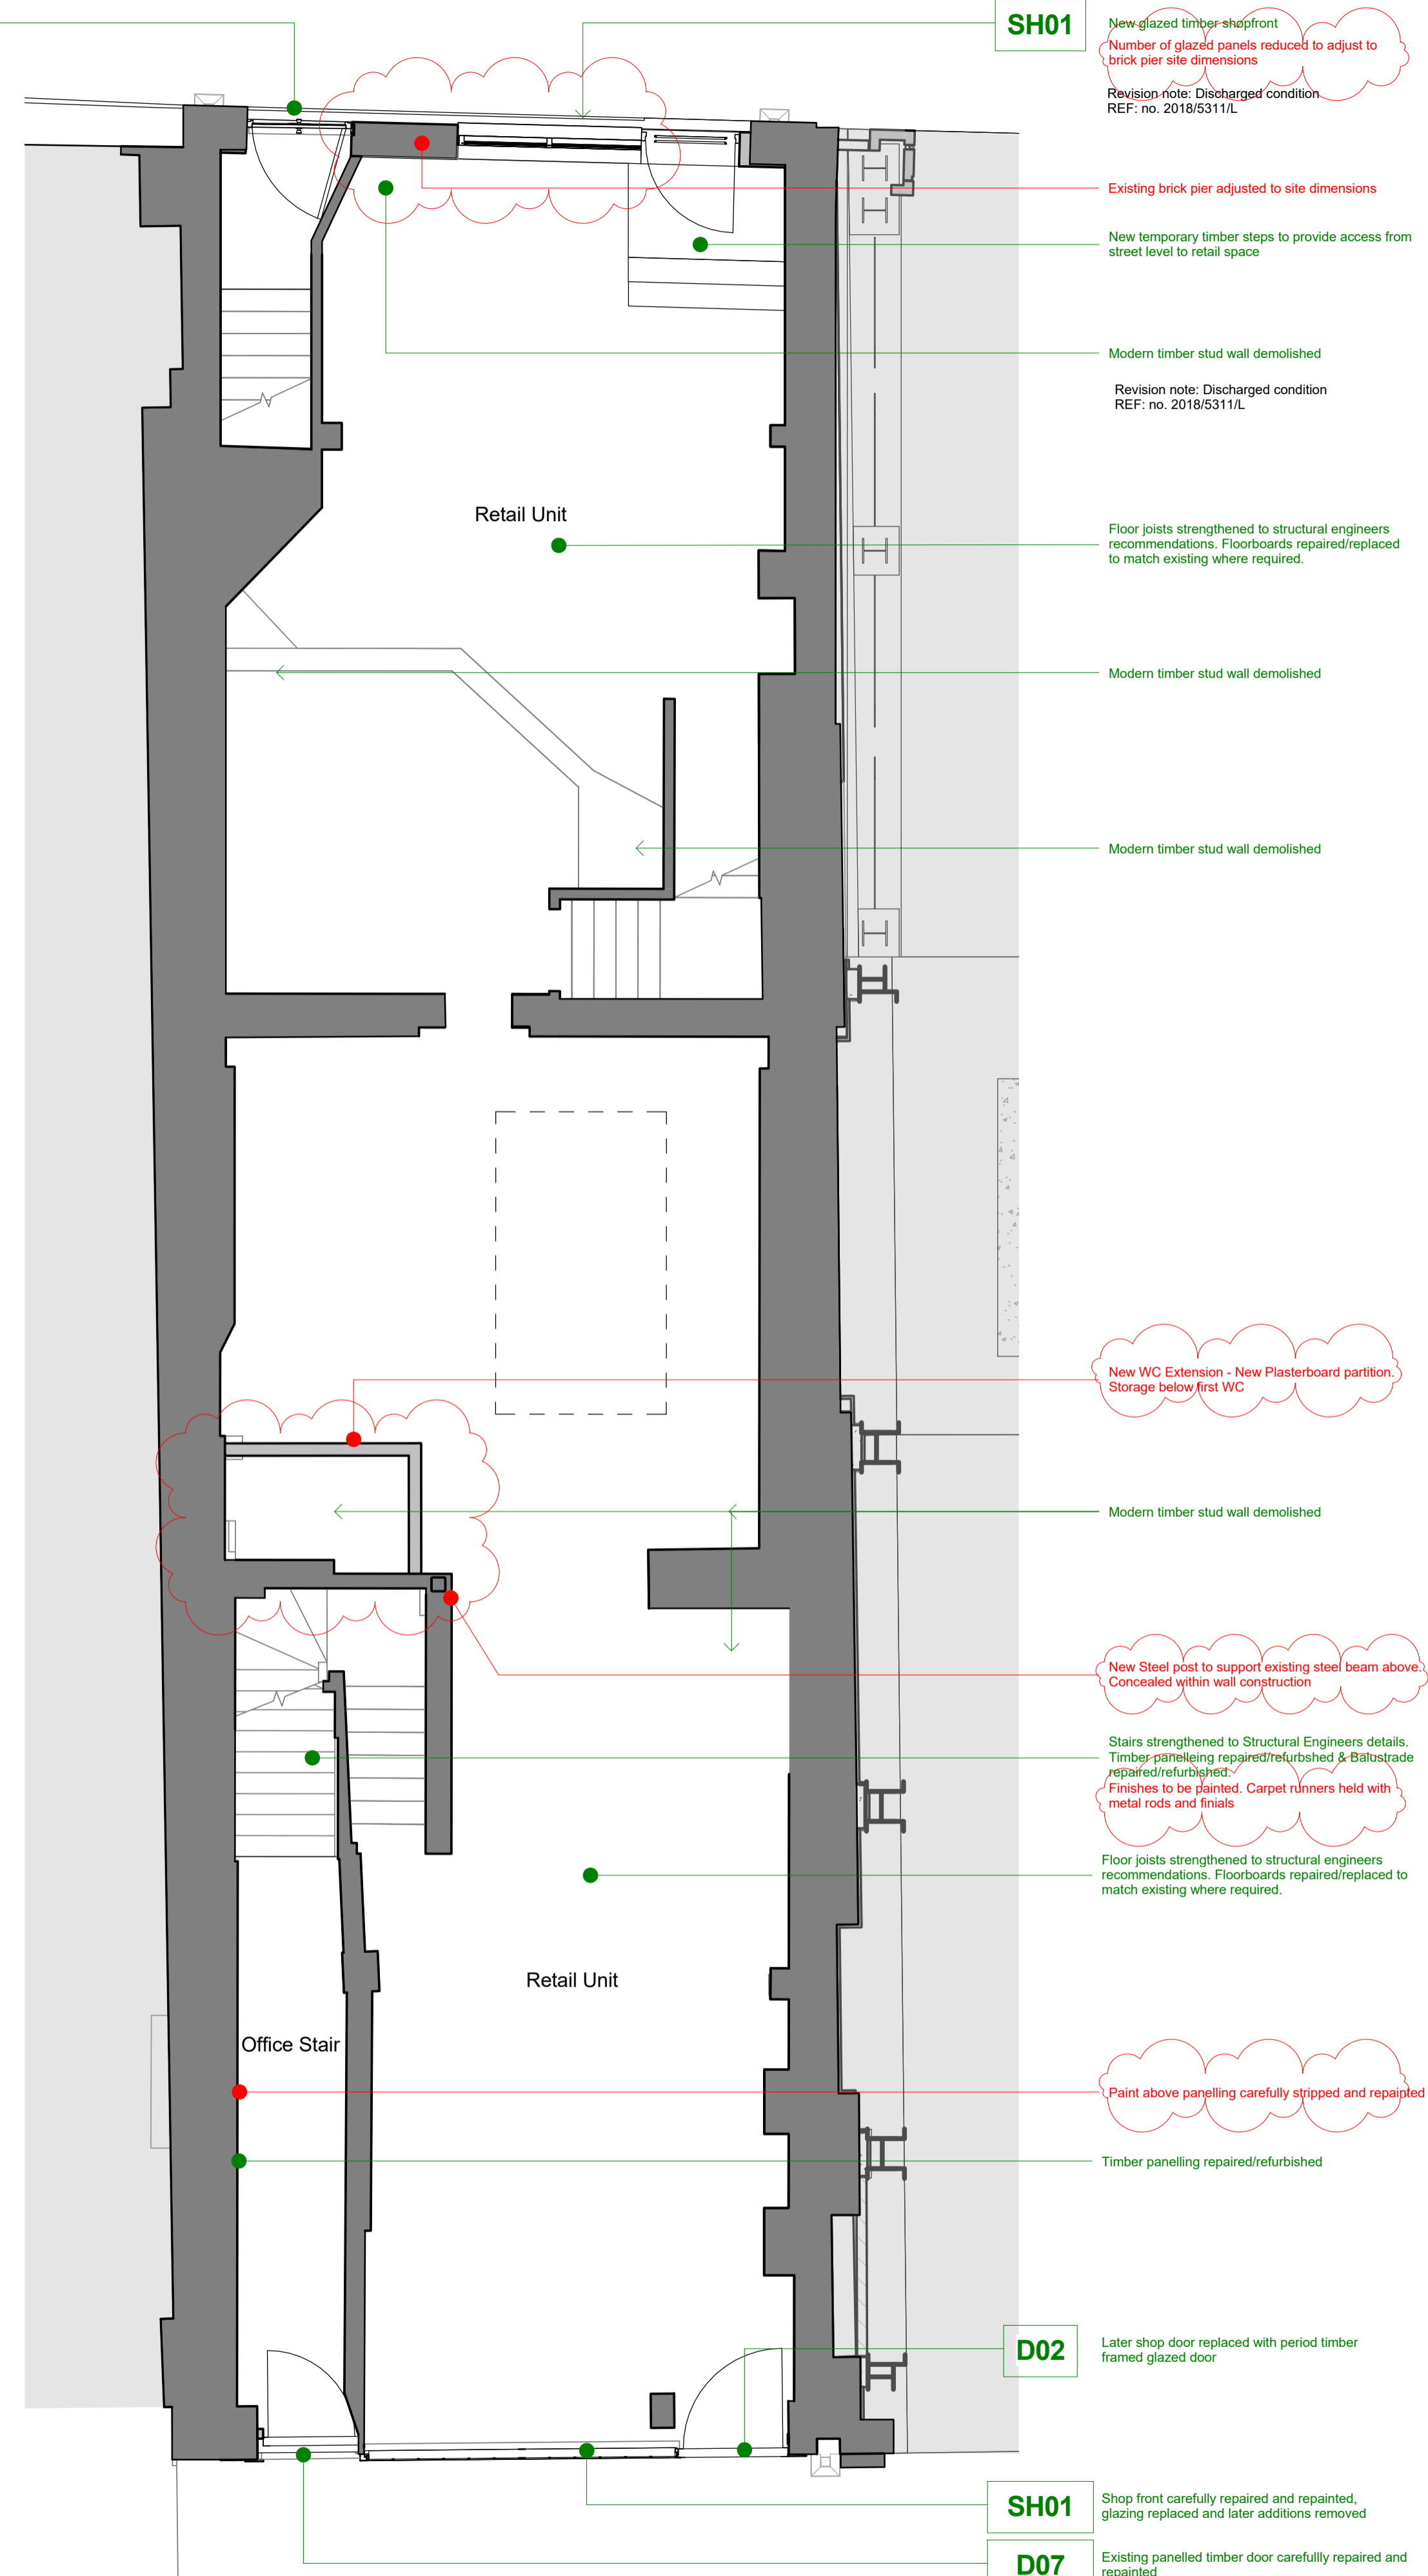 SH01
New glazed timber shopfront
Number of glazed panels reduced to adjust to
brick pier site dimensions
Revision note: Discharged condition
REF: no. 2018/5311/L
Existing brick pier adjusted to site dimensions
New temporary timber steps to provide access from
street level to retail space
Modern timber stud wall demolished
Revision note: Discharged condition
REF: no. 2018/5311/L
Retail Unit
Floor joists strengthened to structural engineers
recommendations. Floorboards repaired/replaced
to match existing where required.
Modern timber stud wall demolished
Modern timber stud wall demolished
New WC Extension - New Plasterboard partition.
Storage below first WC
Modern timber stud wall demolished
New Steel post to support existing steel beam above.
Concealed within wall construction
Stairs strengthened to Structural Engineers details.
Timber panelleing repaired/refurbshed & Balustrade
repaired/refurbished.
Finishes to be painted. Carpet runners held with
metal rods and finials
Floor joists strengthened to structural engineers
recommendations. Floorboards repaired/replaced to
match existing where required.
Retail Unit
Office Stair
Paint above panelling carefully stripped and repainted
Timber panelling repaired/refurbished
D02
Later shop door replaced with period timber
framed glazed door
SH01
Shop front carefully repaired and repainted,
glazing replaced and later additions removed
D07
Existing panelled timber door carefullly repaired and
repainted